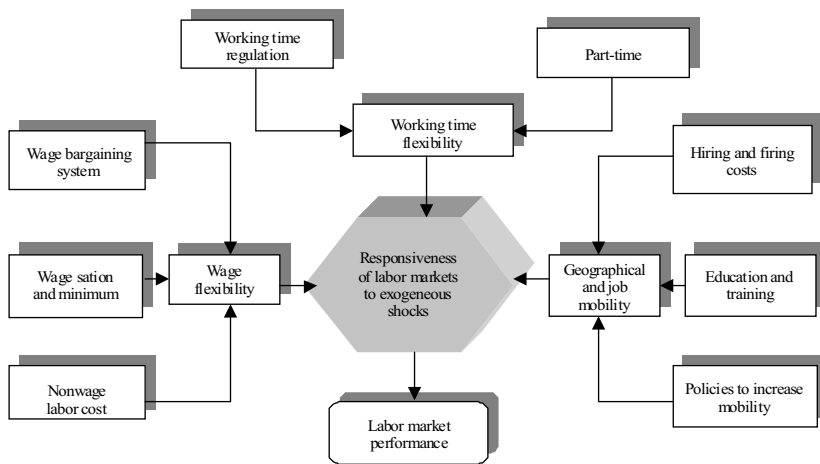 Working time
regulation
Part-time
Working time
flexibility
Wage bargaining
system
Hiring and firing
costs
Wage sation
and minimum
Wage
flexibility
Responsiveness
of labor markets
to exogeneous
shocks
Geographical
and job
mobility
Education and
training
Nonwage
labor cost
Policies to increase
mobility
Labor market
performance